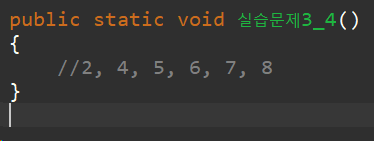 public static void 실습문제3_4()
{
//2, 4, 5, 6, 7, 8
}